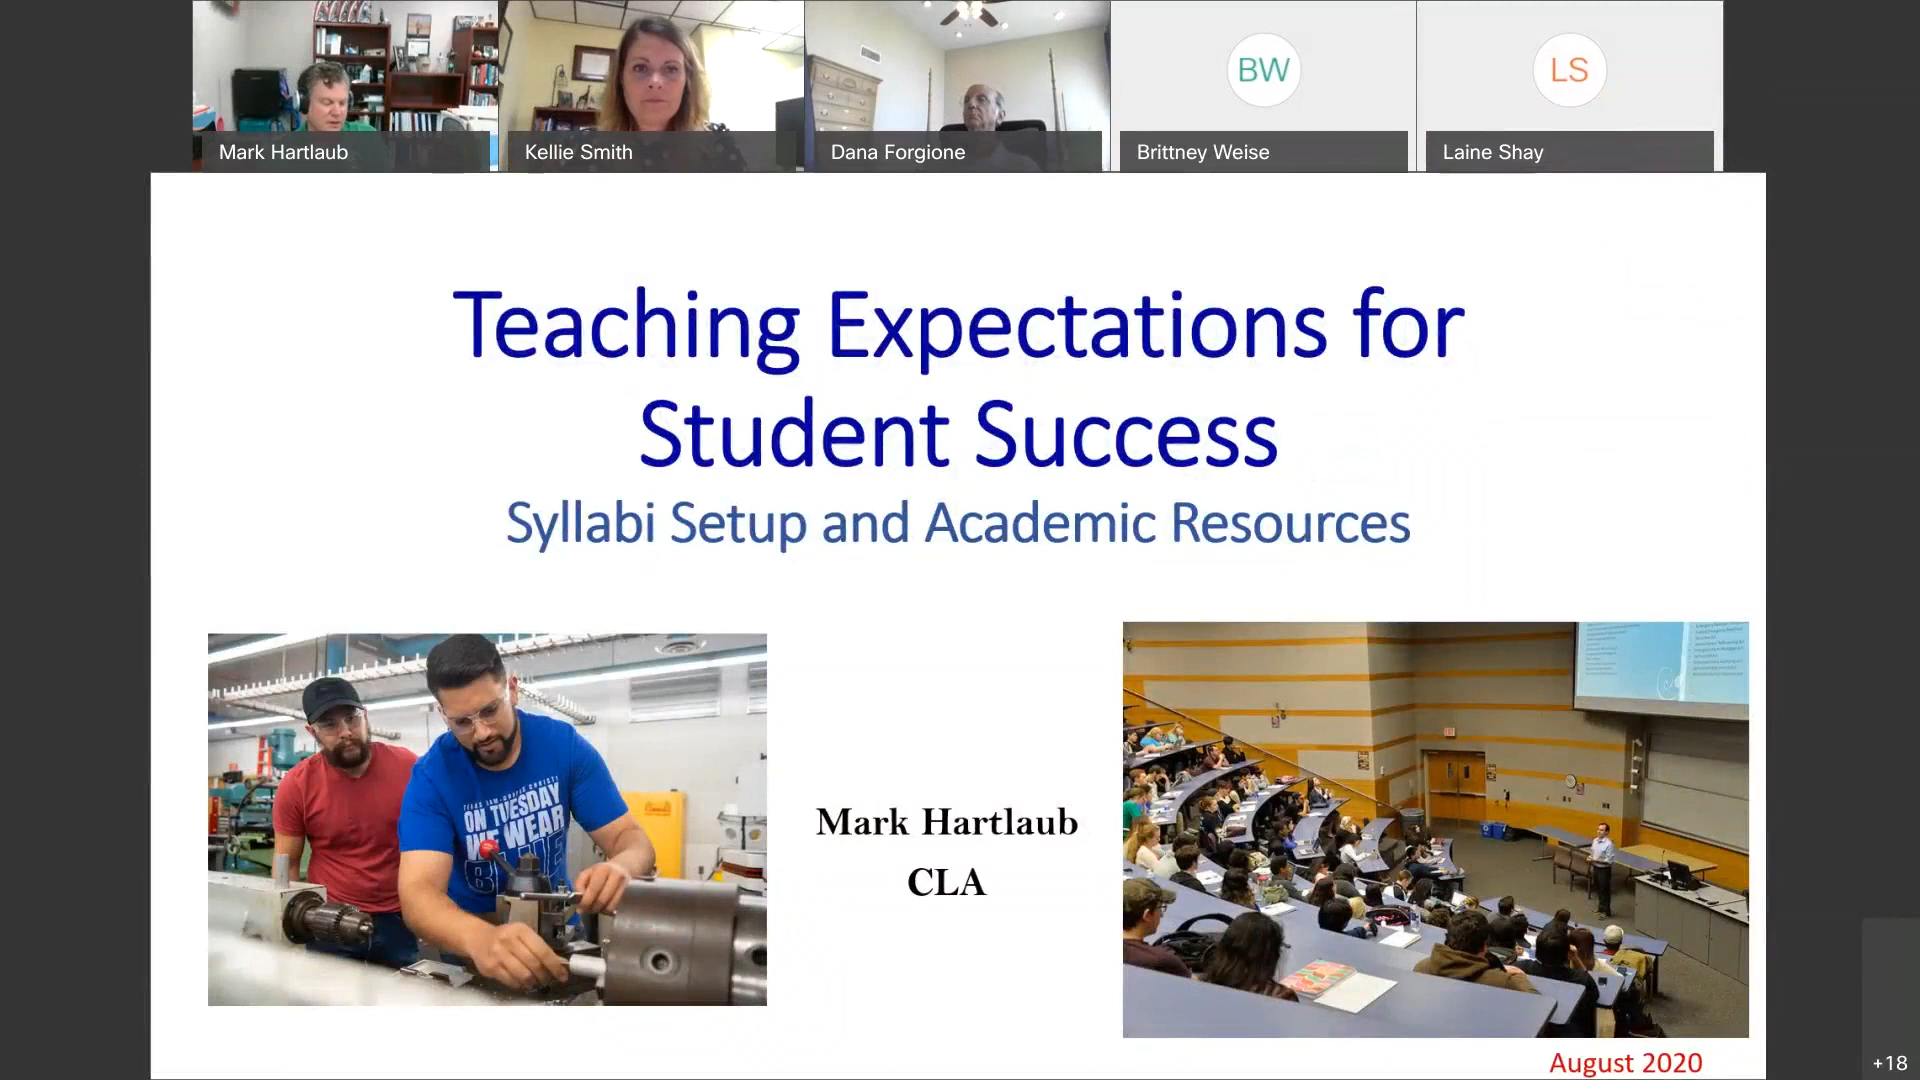 Mark Hartlaub
Kellie Smith
Dana Forgione
BW
Brittney Weise
LS
Laine Shay
Teaching Expectations for
Student Success
Syllabi Setup and Academic Resources
ON TUESDAY
WE WEAR
BLUE
Mark Hartlaub
CLA
August 2020
+18